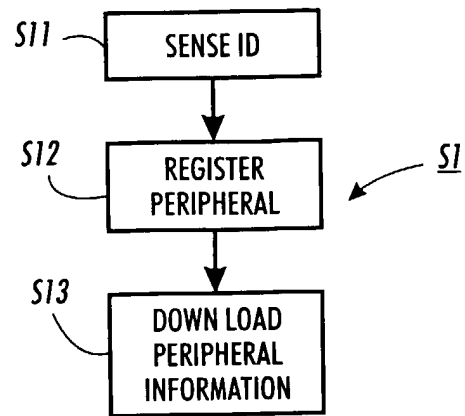 S11
SENSE ID
S12
REGISTER
PERIPHERAL
S1
S13
DOWN LOAD
PERIPHERAL
INFORMATION